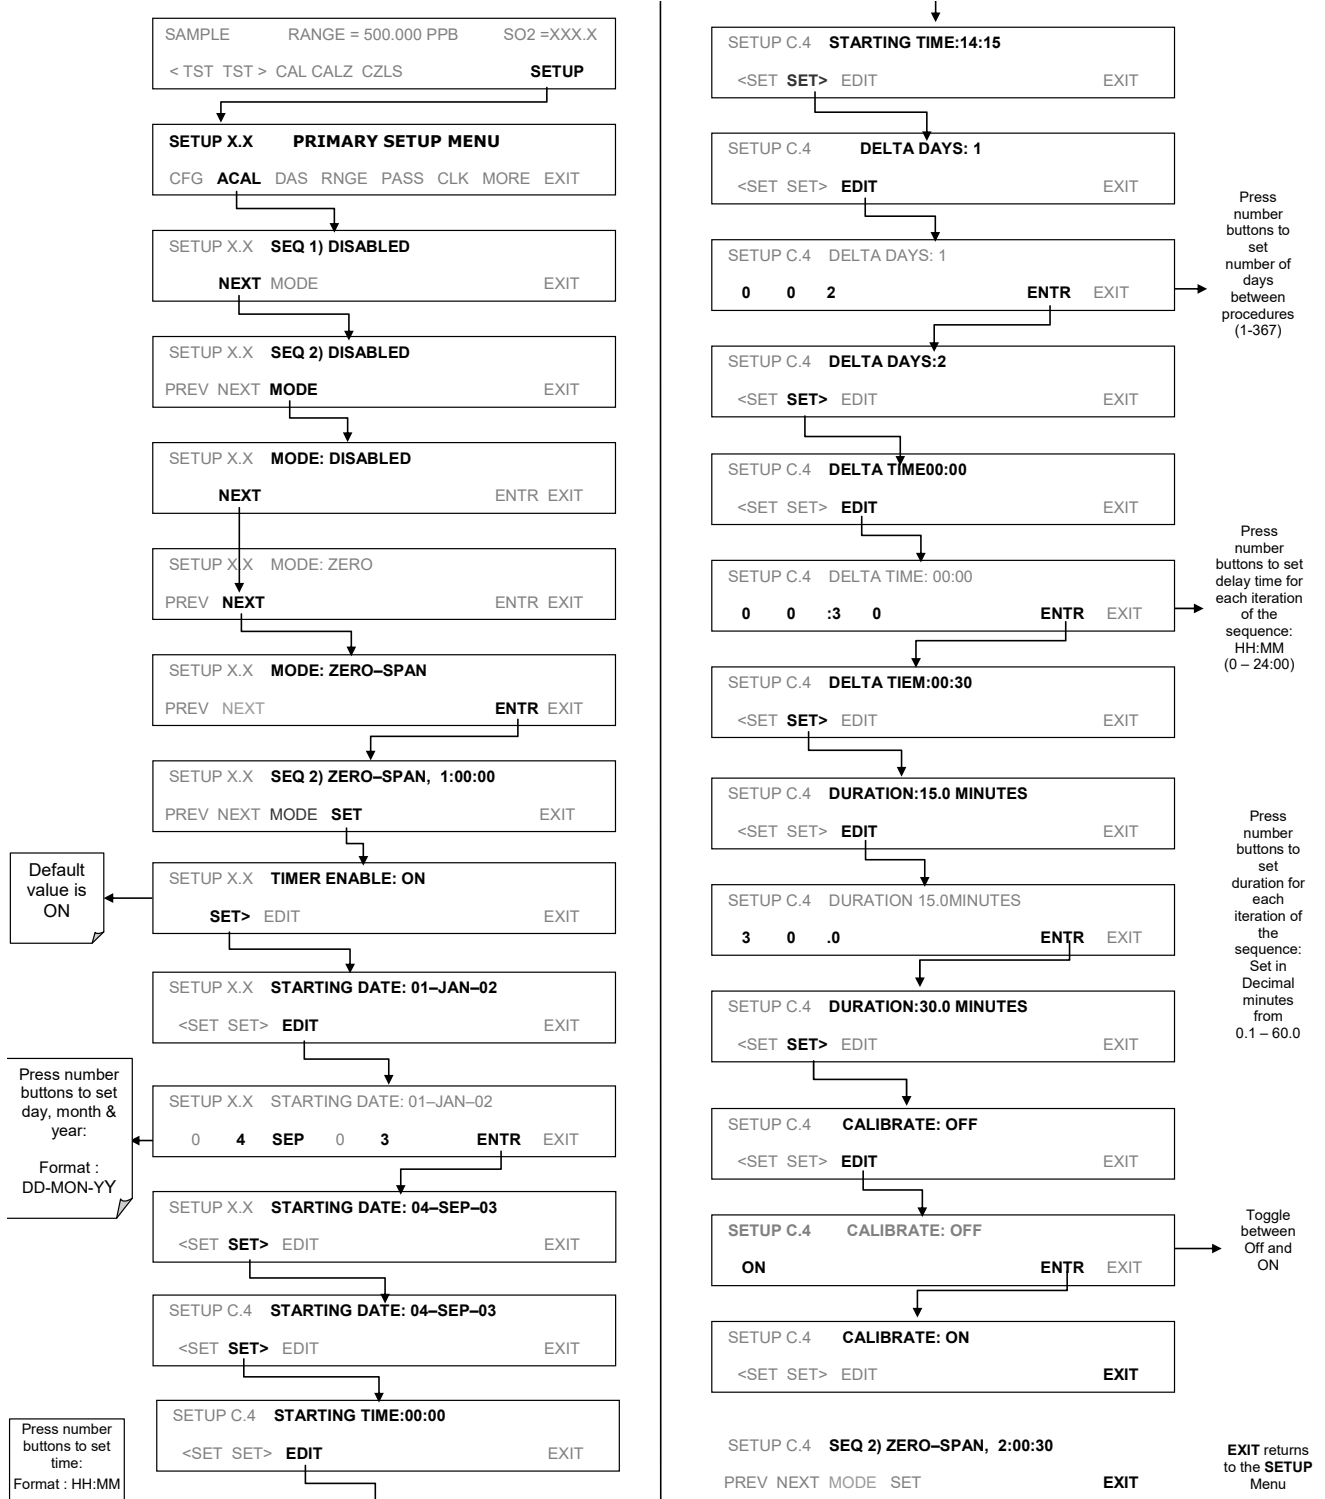 SAMPLE RANGE = 500.000 PPB SO2 =XXX.X
< TST TST > CAL CALZ CZLS SETUP
SETUP X.X PRIMARY SETUP MENU
CFG ACAL DAS RNGE PASS CLK MORE EXIT
SETUP X.X SEQ 1) DISABLED
NEXT MODE EXIT
SETUP X.X SEQ 2) DISABLED
PREV NEXT MODE EXIT
SETUP X.X MODE: DISABLED
NEXT ENTR EXIT
SETUP X.X MODE: ZERO
PREV NEXT ENTR EXIT
SETUP X.X MODE: ZERO–SPAN
PREV NEXT ENTR EXIT
SETUP X.X SEQ 2) ZERO–SPAN, 1:00:00
PREV NEXT MODE SET EXIT
Default
value is
ON
SETUP X.X TIMER ENABLE: ON
SET> EDIT EXIT
SETUP X.X STARTING DATE: 01–JAN–02
<SET SET> EDIT EXIT
Press number
buttons to set
day, month &
year:
Format :
DD-MON-YY
SETUP X.X STARTING DATE: 01–JAN–02
0 4 SEP 0 3 ENTR EXIT
SETUP X.X STARTING DATE: 04–SEP–03
<SET SET> EDIT EXIT
SETUP C.4 STARTING DATE: 04–SEP–03
<SET SET> EDIT EXIT
Press number
buttons to set
time:
Format : HH:MM
SETUP C.4 STARTING TIME:00:00
<SET SET> EDIT EXIT
SETUP C.4 STARTING TIME:14:15
<SET SET> EDIT EXIT
SETUP C.4 DELTA DAYS: 1
<SET SET> EDIT EXIT
SETUP C.4 DELTA DAYS: 1
0 0 2 ENTR EXIT
Press
number
buttons to
set
number of
days
between
procedures
(1-367)
SETUP C.4 DELTA DAYS:2
<SET SET> EDIT EXIT
SETUP C.4 DELTA TIME00:00
<SET SET> EDIT EXIT
SETUP C.4 DELTA TIME: 00:00
0 0 :3 0 ENTR EXIT
Press
number
buttons to set
delay time for
each iteration
of the
sequence:
HH:MM
(0 – 24:00)
SETUP C.4 DELTA TIEM:00:30
<SET SET> EDIT EXIT
SETUP C.4 DURATION:15.0 MINUTES
<SET SET> EDIT EXIT
SETUP C.4 DURATION 15.0MINUTES
3 0 .0 ENTR EXIT
Press
number
buttons to
set
duration for
each
iteration of
the
sequence:
Set in
Decimal
minutes
from
0.1 – 60.0
SETUP C.4 DURATION:30.0 MINUTES
<SET SET> EDIT EXIT
SETUP C.4 CALIBRATE: OFF
<SET SET> EDIT EXIT
SETUP C.4 CALIBRATE: OFF
ON ENTR EXIT
Toggle
between
Off and
ON
SETUP C.4 CALIBRATE: ON
<SET SET> EDIT EXIT
SETUP C.4 SEQ 2) ZERO–SPAN, 2:00:30
PREV NEXT MODE SET EXIT
EXIT returns
to the SETUP
Menu